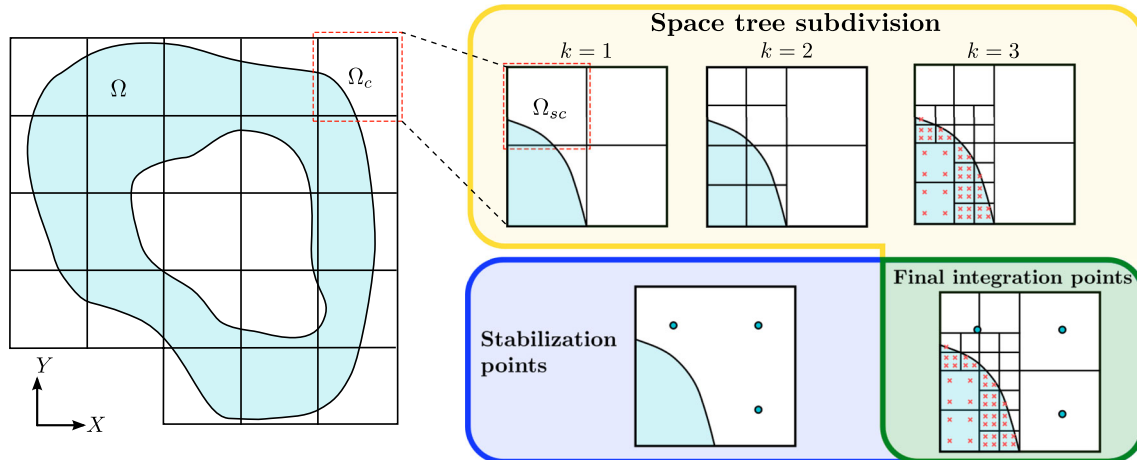 Ω
Ω_c
Y
X
Space tree subdivision
k = 1
k = 2
k = 3
Ω_sc
Stabilization
points
Final integration points